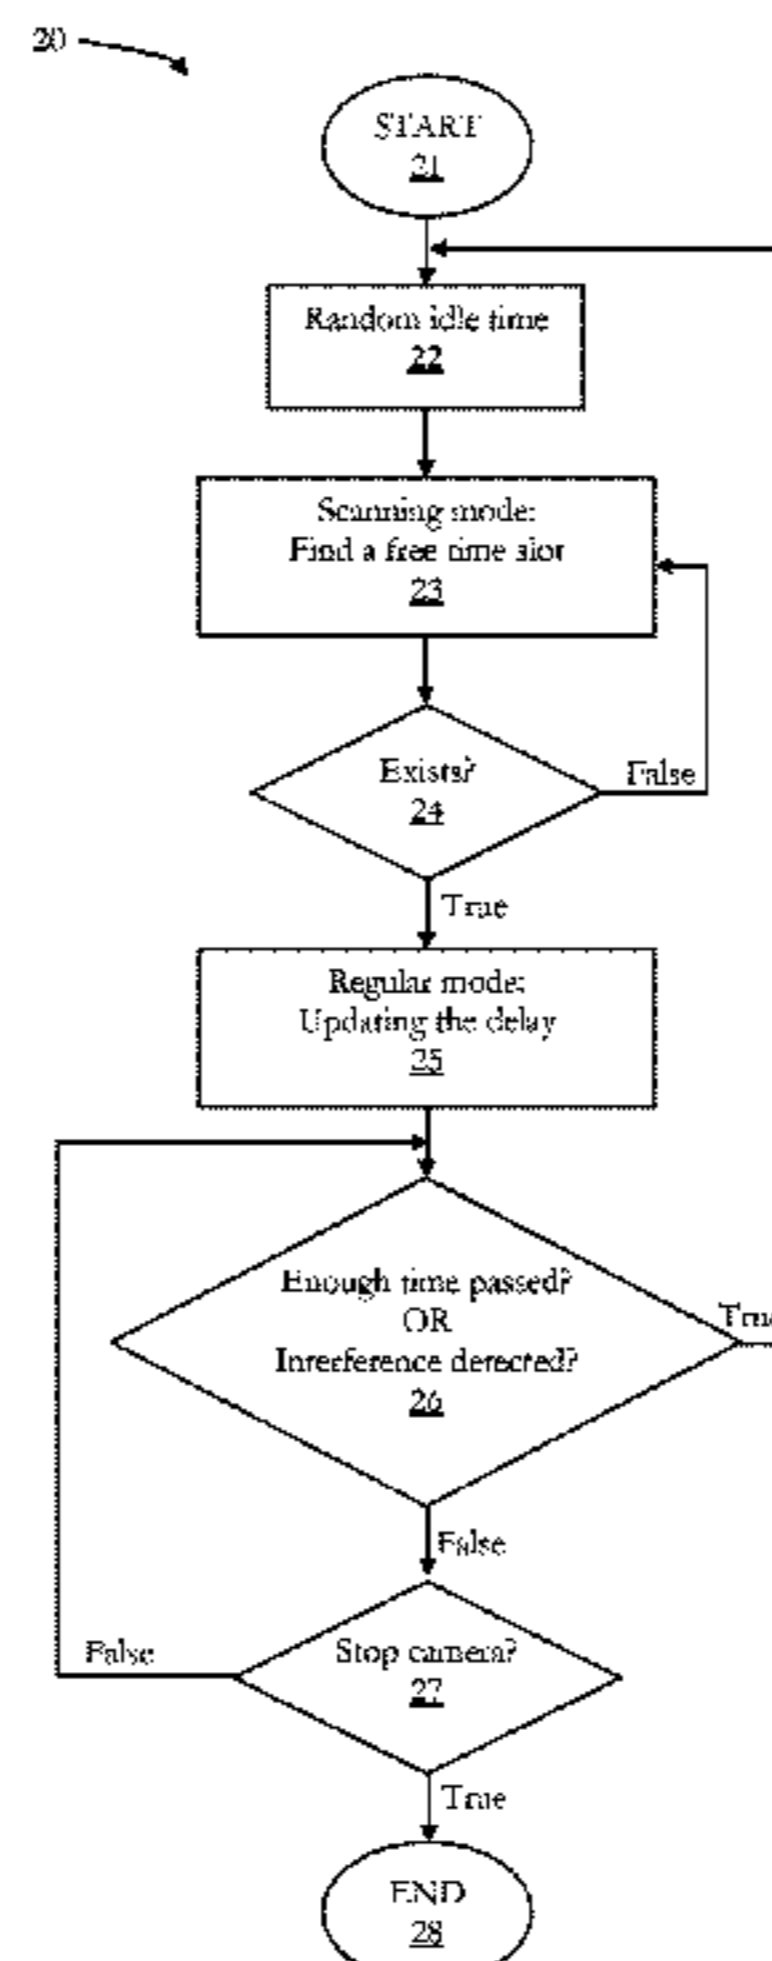 20
START
21
Random idle time
22
Scanning mode:
Find a free time slot
23
Exists?
24
False
True
Regular mode:
Updating the delay
25
Enough time passed?
OR
Interference detected?
26
True
False
Stop camera?
27
False
True
END
28